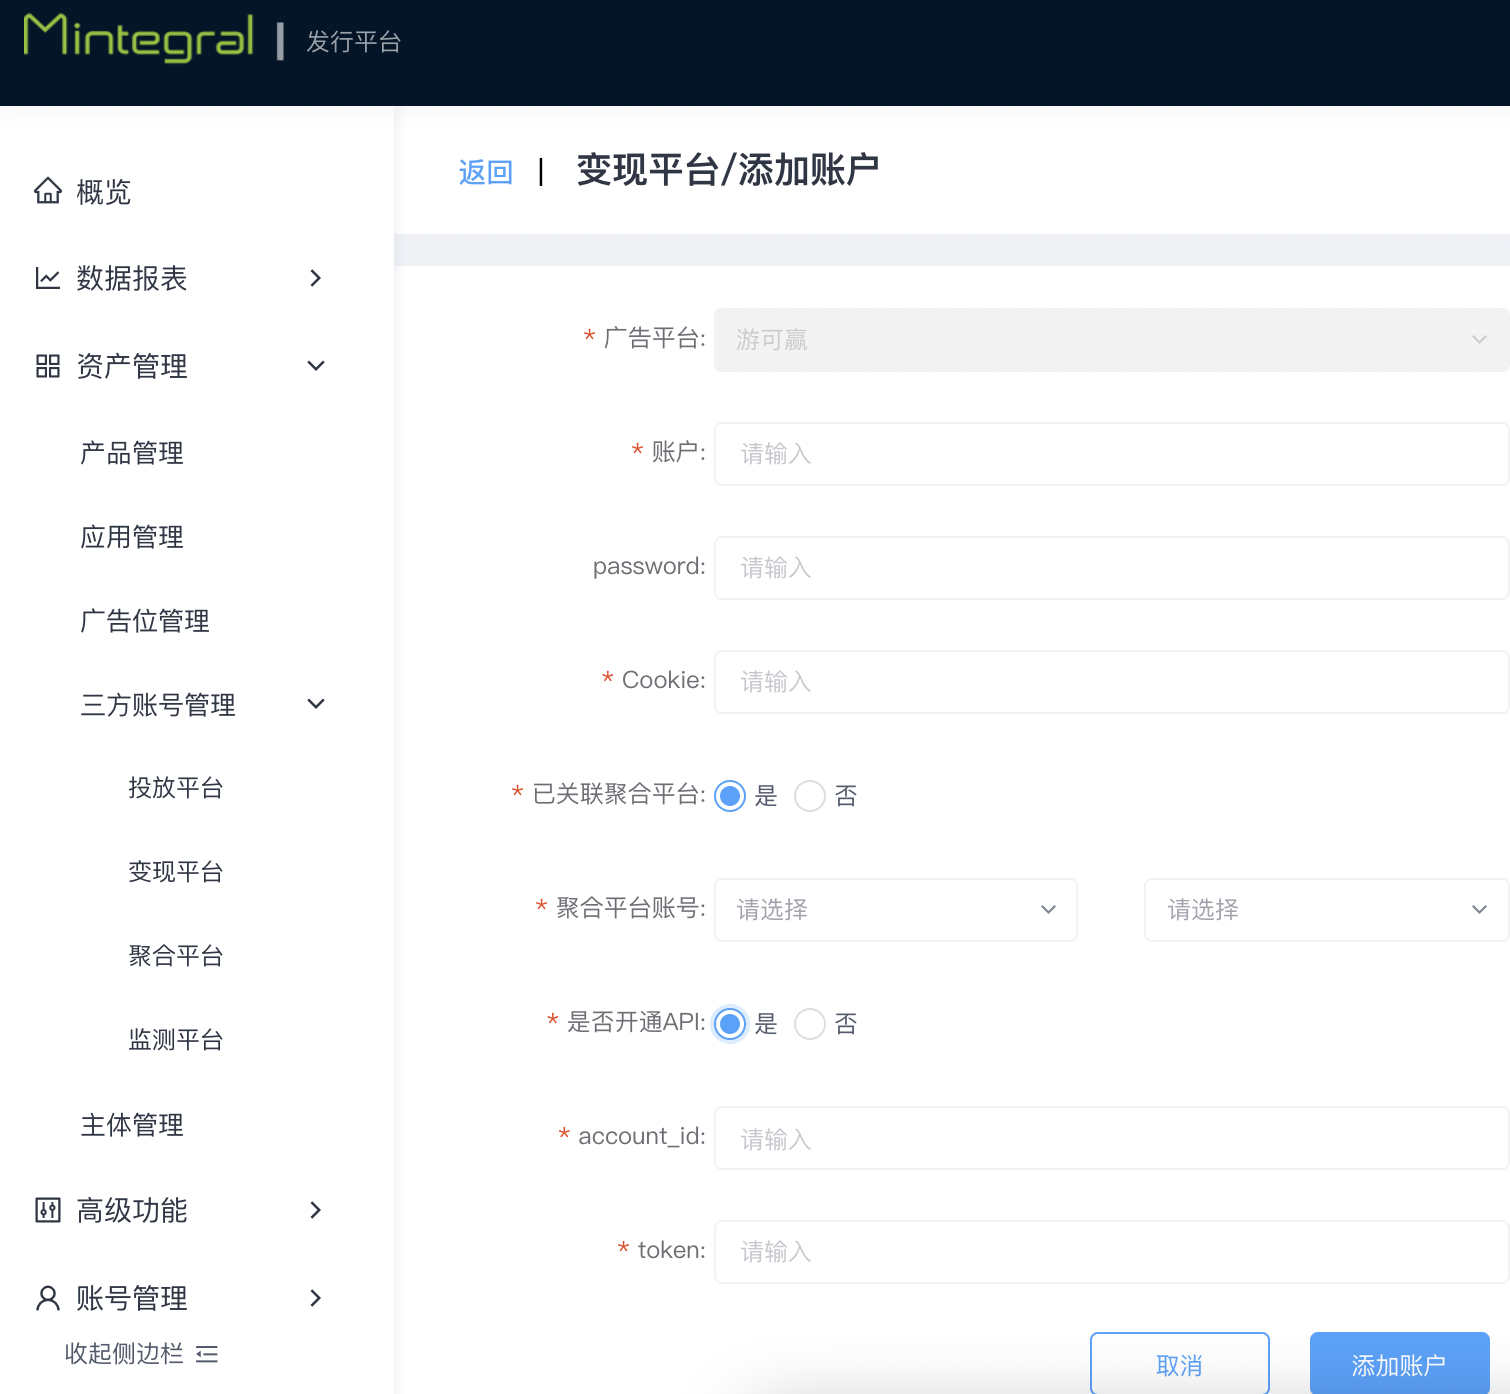 Mintegral | 发行平台
概览
数据报表
资产管理
产品管理
应用管理
广告位管理
三方账号管理
投放平台
变现平台
聚合平台
监测平台
主体管理
高级功能
账号管理
收起侧边栏
返回 | 变现平台/添加账户
* 广告平台: 游可赢
* 账户: 请输入
password: 请输入
* Cookie: 请输入
* 已关联聚合平台: 是 否
* 聚合平台账号: 请选择 请选择
* 是否开通API: 是 否
* account_id: 请输入
* token: 请输入
取消 添加账户